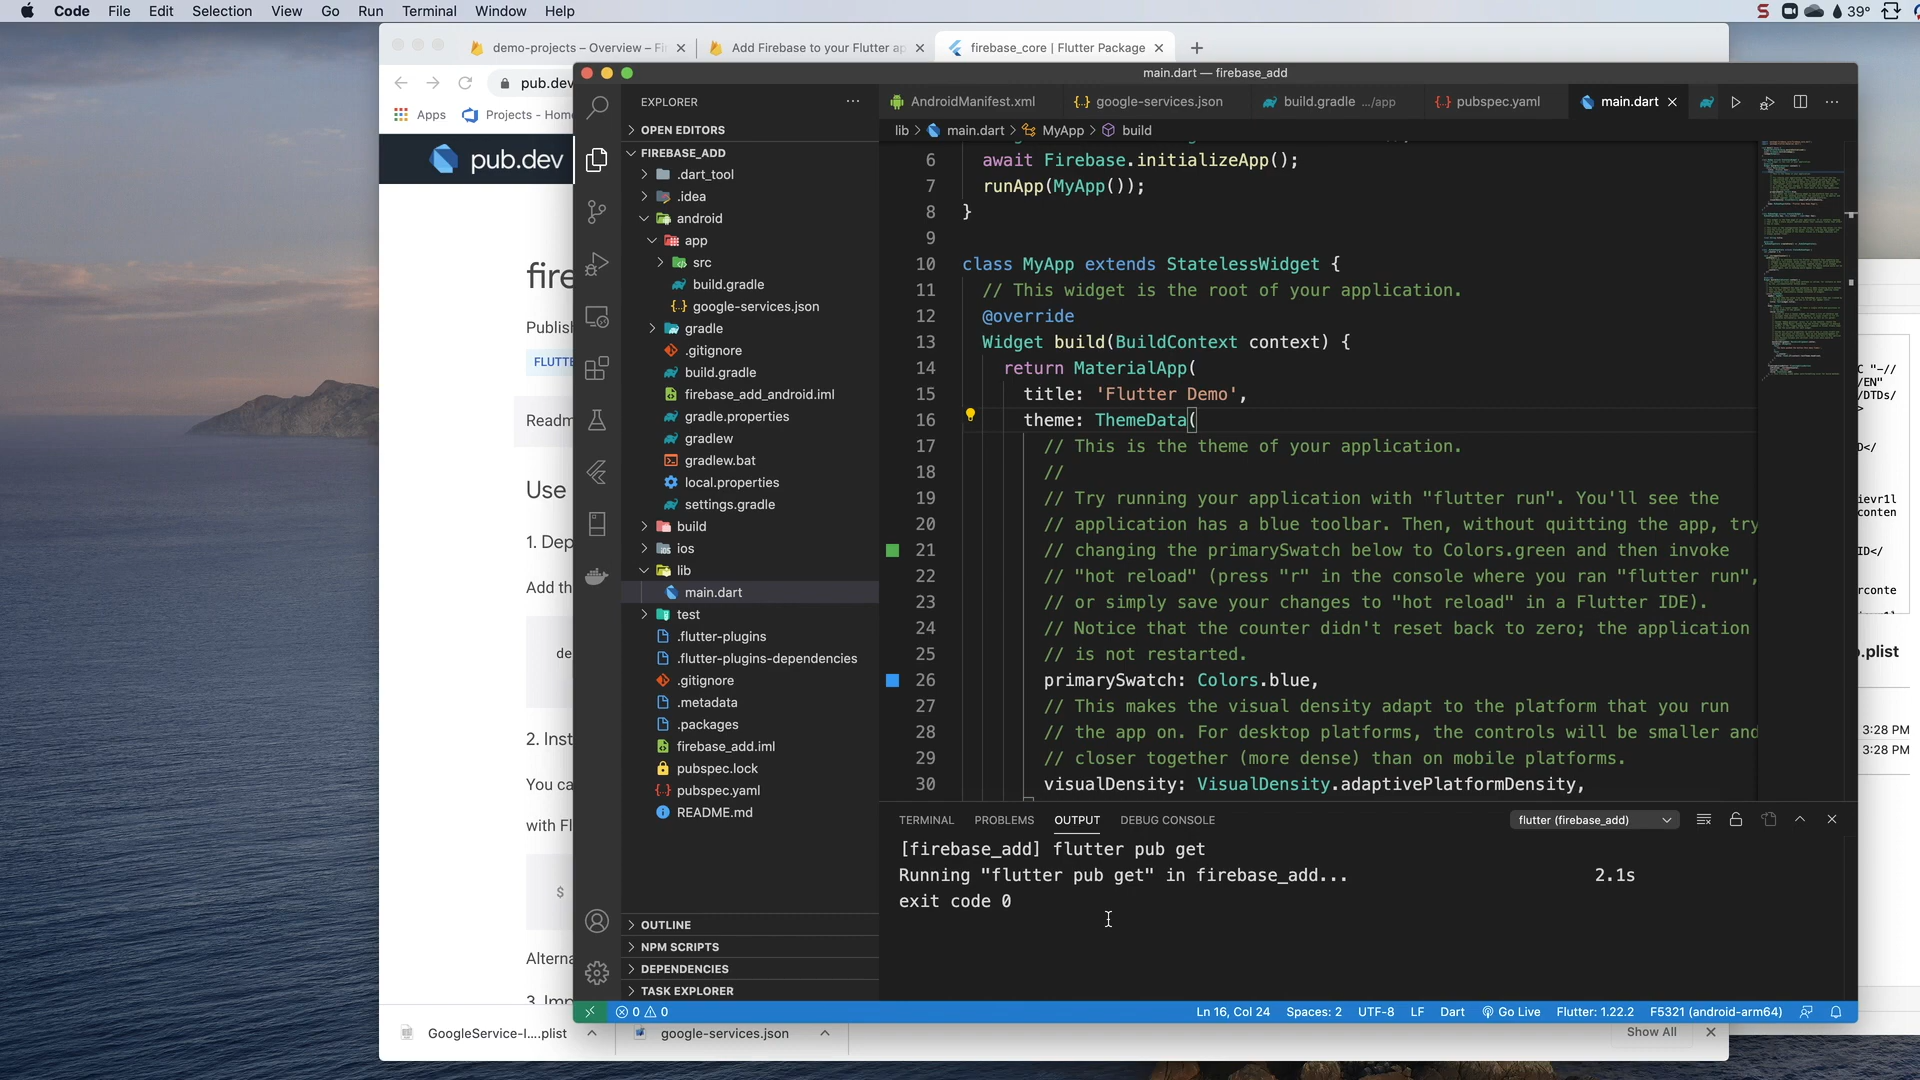 Code File Edit Selection View Go Run Terminal Window Help
39°
demo-projects – Overview – Fi
Add Firebase to your Flutter ap
firebase_core | Flutter Package
pub.dev
Apps
Projects - Home
pub.dev
fire
Publish
FLUTTE
Readm
Use
1. Dep
Add th
de
2. Inst
You ca
with Fl
$
Alterna
3. Imp
main.dart — firebase_add
EXPLORER
OPEN EDITORS
FIREBASE_ADD
.dart_tool
.idea
android
app
src
build.gradle
google-services.json
gradle
.gitignore
build.gradle
firebase_add_android.iml
gradle.properties
gradlew
gradlew.bat
local.properties
settings.gradle
build
ios
lib
main.dart
test
.flutter-plugins
.flutter-plugins-dependencies
.gitignore
.metadata
.packages
firebase_add.iml
pubspec.lock
pubspec.yaml
README.md
OUTLINE
NPM SCRIPTS
DEPENDENCIES
TASK EXPLORER
AndroidManifest.xml
google-services.json
build.gradle .../app
pubspec.yaml
main.dart
lib > main.dart > MyApp > build
6 await Firebase.initializeApp();
7 runApp(MyApp());
8 }
9
10 class MyApp extends StatelessWidget {
11 // This widget is the root of your application.
12 @override
13 Widget build(BuildContext context) {
14 return MaterialApp(
15 title: 'Flutter Demo',
16 theme: ThemeData(
17 // This is the theme of your application.
18 //
19 // Try running your application with "flutter run". You'll see the
20 // application has a blue toolbar. Then, without quitting the app, try
21 // changing the primarySwatch below to Colors.green and then invoke
22 // "hot reload" (press "r" in the console where you ran "flutter run",
23 // or simply save your changes to "hot reload" in a Flutter IDE).
24 // Notice that the counter didn't reset back to zero; the application
25 // is not restarted.
26 primarySwatch: Colors.blue,
27 // This makes the visual density adapt to the platform that you run
28 // the app on. For desktop platforms, the controls will be smaller and
29 // closer together (more dense) than on mobile platforms.
30 visualDensity: VisualDensity.adaptivePlatformDensity,
TERMINAL PROBLEMS OUTPUT DEBUG CONSOLE
flutter (firebase_add)
[firebase_add] flutter pub get
Running "flutter pub get" in firebase_add... 2.1s
exit code 0
0 0
Ln 16, Col 24 Spaces: 2 UTF-8 LF Dart Go Live Flutter: 1.22.2 F5321 (android-arm64)
GoogleService-I....plist
google-services.json
Show All
C "-//
/EN"
/DTDs/
>
D</
ievr1l
conten
ID</
rconte
.plist
3:28 PM
3:28 PM